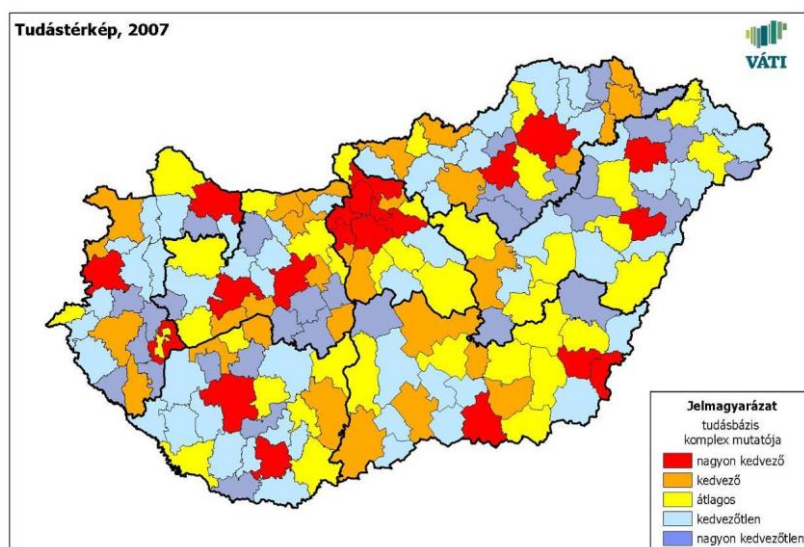 Tudástérkép, 2007
VÁTI
Jelmagyarázat
tudásbázis
komplex mutatója
nagyon kedvező
kedvező
átlagos
kedvezőtlen
nagyon kedvezőtlen